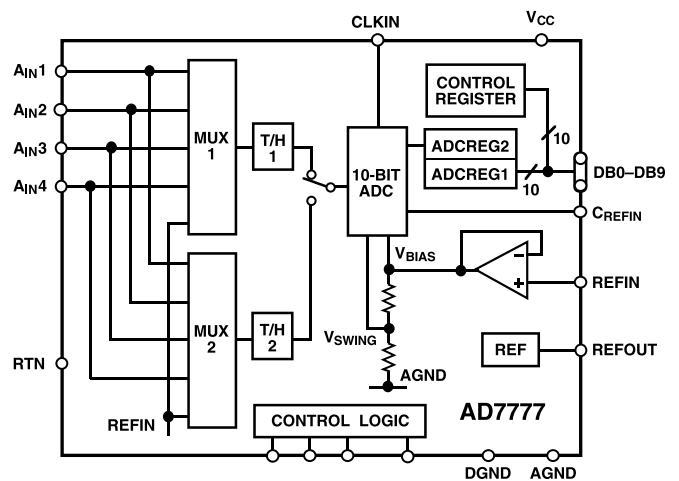 CLKIN
VCC
AIN1
AIN2
AIN3
AIN4
MUX
1
T/H
1
10-BIT
ADC
CONTROL
REGISTER
10
ADCREG2
ADCREG1
10
DB0–DB9
CREFIN
VBIAS
REFIN
MUX
2
T/H
2
VSWING
REF
REFOUT
RTN
AGND
REFIN
CONTROL LOGIC
AD7777
DGND
AGND
−
+